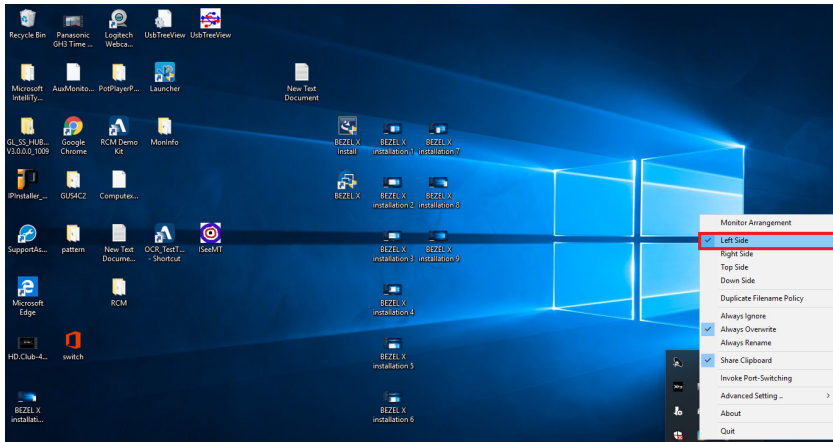 Recycle Bin
Panasonic
GH3 Time ...
Logitech
Webca...
UsbTreeView
UsbTreeView
Microsoft
IntelliTy...
AuxMonito...
PotPlayerP...
Launcher
New Text
Document
GL_SS_HUB...
V3.0.0.0_1009
Google
Chrome
RCM Demo
Kit
MonInfo
BEZEL X
Install
BEZEL X
installation 1
BEZEL X
installation 7
IPInstaller_...
GUS4C2
Computex...
BEZEL X
BEZEL X
installation 2
BEZEL X
installation 8
SupportAs...
pattern
New Text
Docume...
OCR_TestT...
- Shortcut
ISeeMT
BEZEL X
installation 3
BEZEL X
installation 9
Microsoft
Edge
RCM
BEZEL X
installation 4
HD.Club-4...
switch
BEZEL X
installation 5
BEZEL X
installati...
BEZEL X
installation 6
Monitor Arrangement
Left Side
Right Side
Top Side
Down Side
Duplicate Filename Policy
Always Ignore
Always Overwrite
Always Rename
Share Clipboard
Invoke Port-Switching
Advanced Setting ..
About
Quit